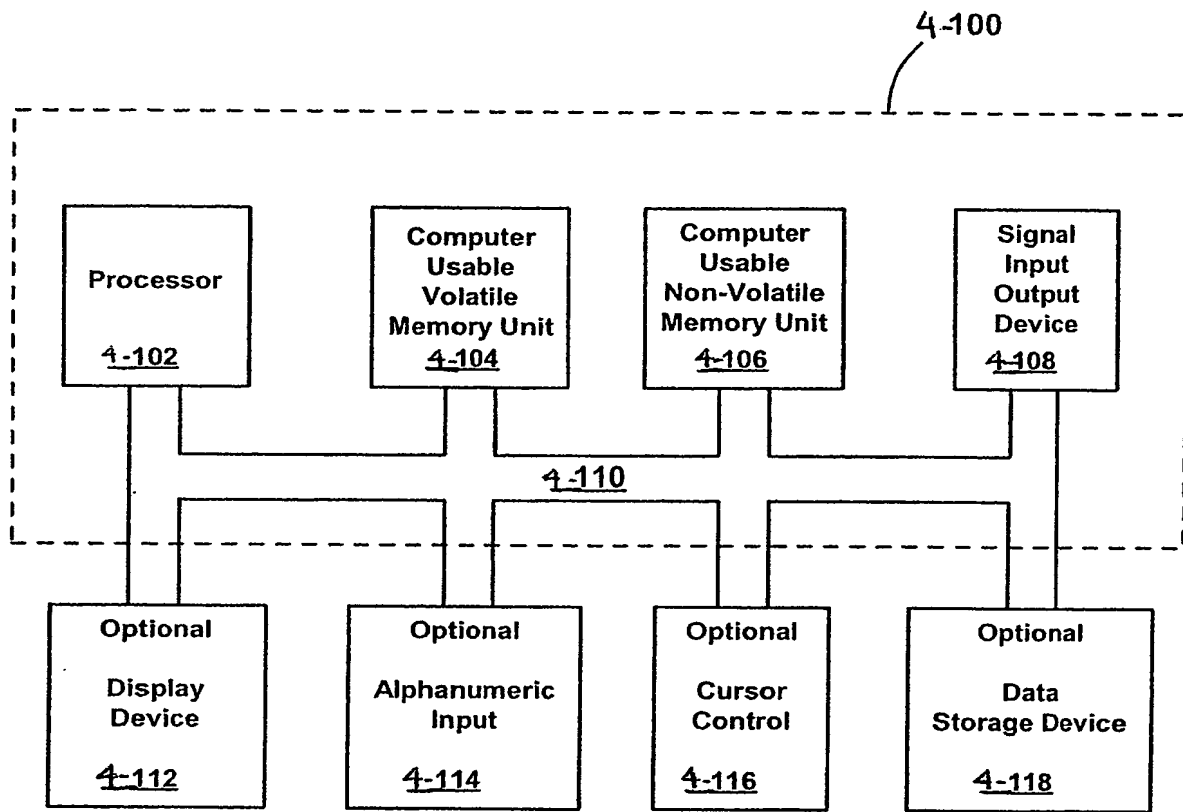 4-100
Processor
4-102
Computer
Usable
Volatile
Memory Unit
4-104
Computer
Usable
Non-Volatile
Memory Unit
4-106
Signal
Input
Output
Device
4-108
4-110
Optional
Display
Device
4-112
Optional
Alphanumeric
Input
4-114
Optional
Cursor
Control
4-116
Optional
Data
Storage Device
4-118